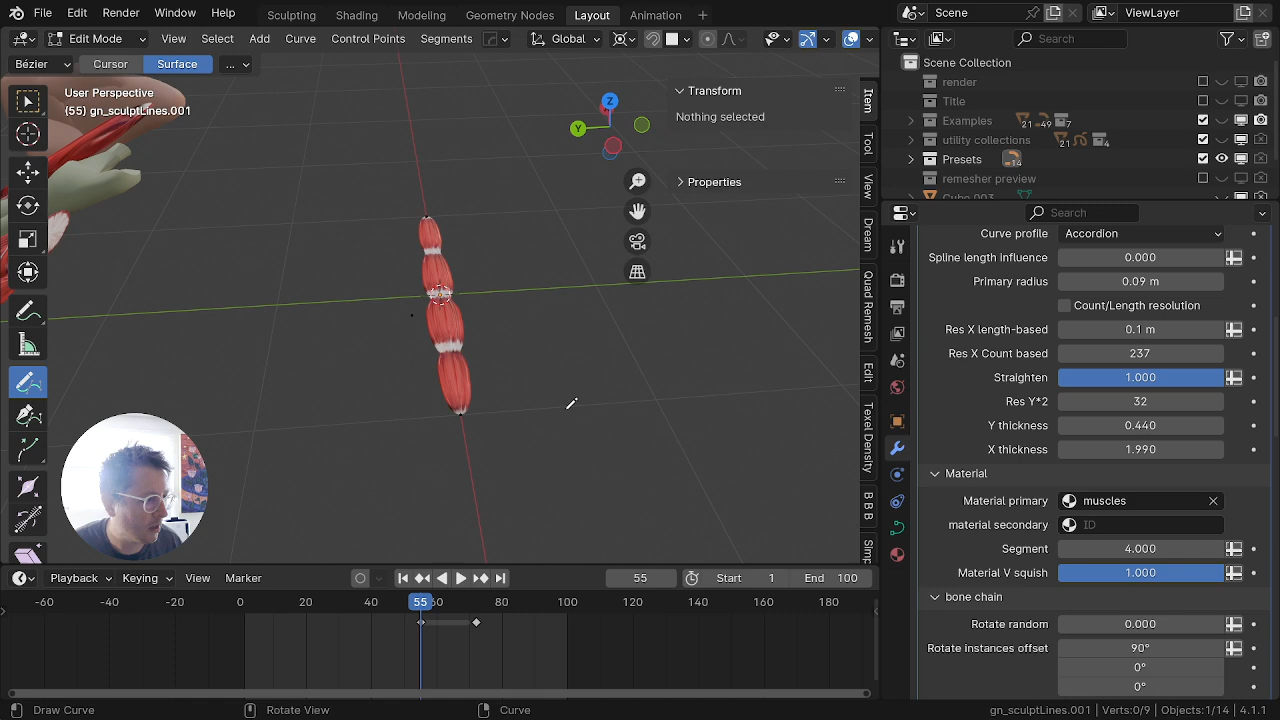 File Edit Render Window Help Sculpting Shading Modeling Geometry Nodes Layout Animation + Scene ViewLayer
Edit Mode View Select Add Curve Control Points Segments Global Search
Bézier Cursor Surface ...
User Perspective
(55) gn_sculptLines.001
Z
Y
Transform
Nothing selected
Properties
Item
Tool
View
Dream
Quad Remesh
Edit
Texel Density
B B B
Simp
Scene Collection
render
Title
Examples 21 49 7
utility collections 21 4
Presets 14
remesher preview
Cube.003
Search
Curve profile Accordion
Spline length influence 0.000
Primary radius 0.09 m
Count/Length resolution
Res X length-based 0.1 m
Res X Count based 237
Straighten 1.000
Res Y*2 32
Y thickness 0.440
X thickness 1.990
Material
Material primary muscles
material secondary ID
Segment 4.000
Material V squish 1.000
bone chain
Rotate random 0.000
Rotate instances offset 90°
0°
0°
Playback Keying View Marker 55 Start 1 End 100
-60 -40 -20 0 20 40 55 60 80 100 120 140 160 180
Draw Curve Rotate View Curve gn_sculptLines.001 | Verts:0/9 | Objects:1/14 | 4.1.1